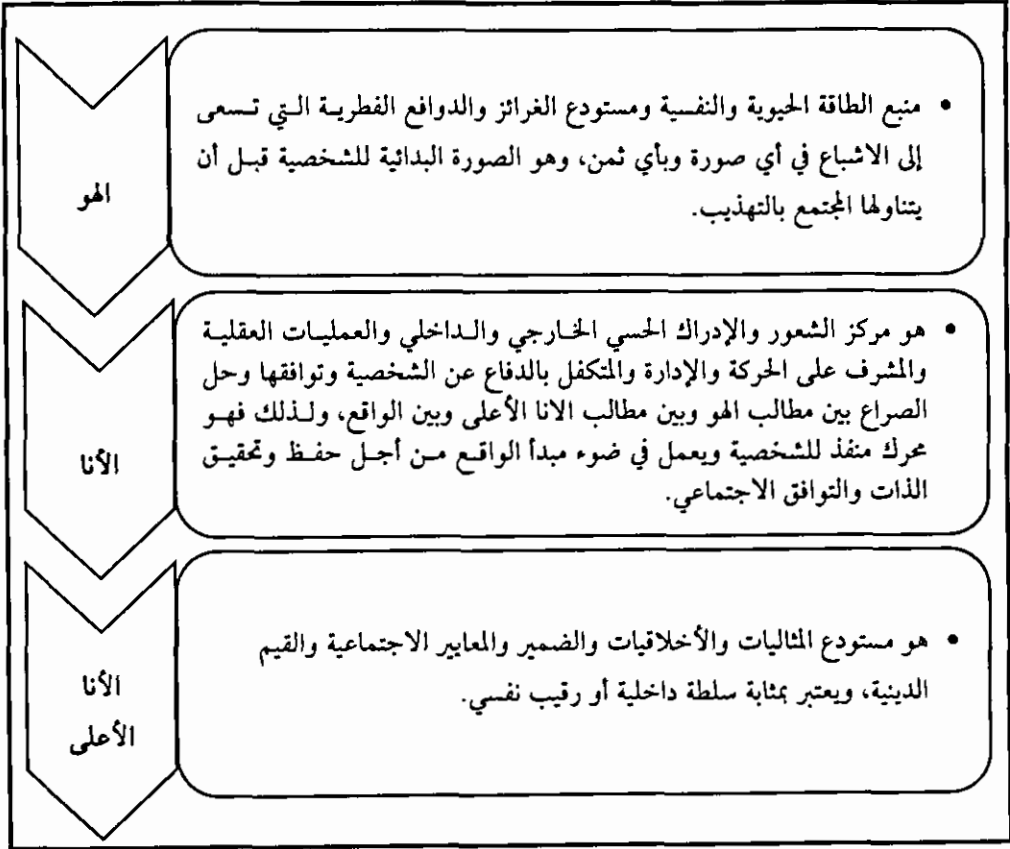 الهو
• منبع الطاقة الحيوية والنفسية ومستودع الغرائز والدوافع الفطرية التي تسعى
إلى الاشباع في أي صورة وبأي ثمن، وهو الصورة البدائية للشخصية قبل أن
يتناولها المجتمع بالتهذيب.
الأنا
• هو مركز الشعور والإدراك الحسي الخارجي والداخلي والعمليات العقلية
والمشرف على الحركة والإدارة والمتكفل بالدفاع عن الشخصية وتوافقها وحل
الصراع بين مطالب الهو وبين مطالب الانا الأعلى وبين الواقع، ولذلك فهو
محرك منفذ للشخصية ويعمل في ضوء مبدأ الواقع من أجل حفظ وتحقيق
الذات والتوافق الاجتماعي.
الأنا
الأعلى
• هو مستودع المثاليات والأخلاقيات والضمير والمعايير الاجتماعية والقيم
الدينية، ويعتبر بمثابة سلطة داخلية أو رقيب نفسي.